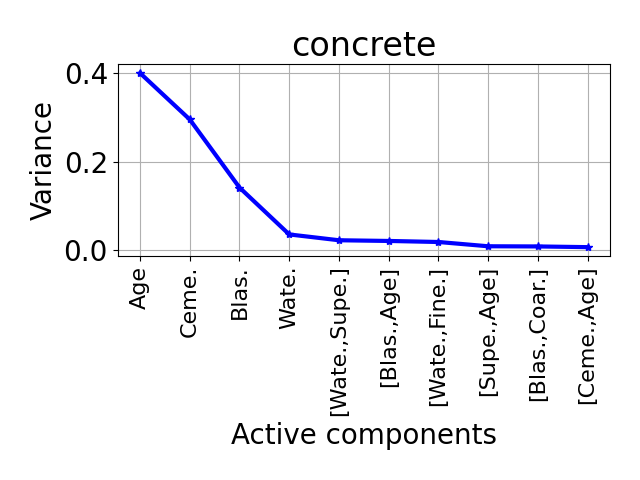 concrete
Variance
0.4
0.2
0.0
Age
Ceme.
Blas.
Wate.
[Wate.,Supe.]
[Blas.,Age]
[Wate.,Fine.]
[Supe.,Age]
[Blas.,Coar.]
[Ceme.,Age]
Active components